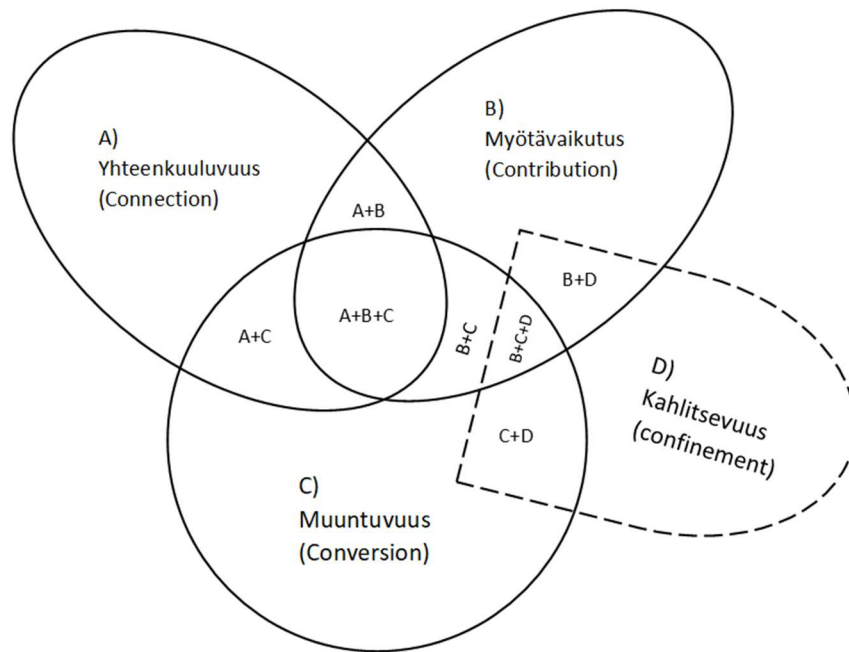 A)
Yhteenkuuluvuus
(Connection)
B)
Myötävaikutus
(Contribution)
A+B
A+C
A+B+C
B+C
B+C+D
B+D
C+D
D)
Kahlitsevuus
(confinement)
C)
Muuntuvuus
(Conversion)